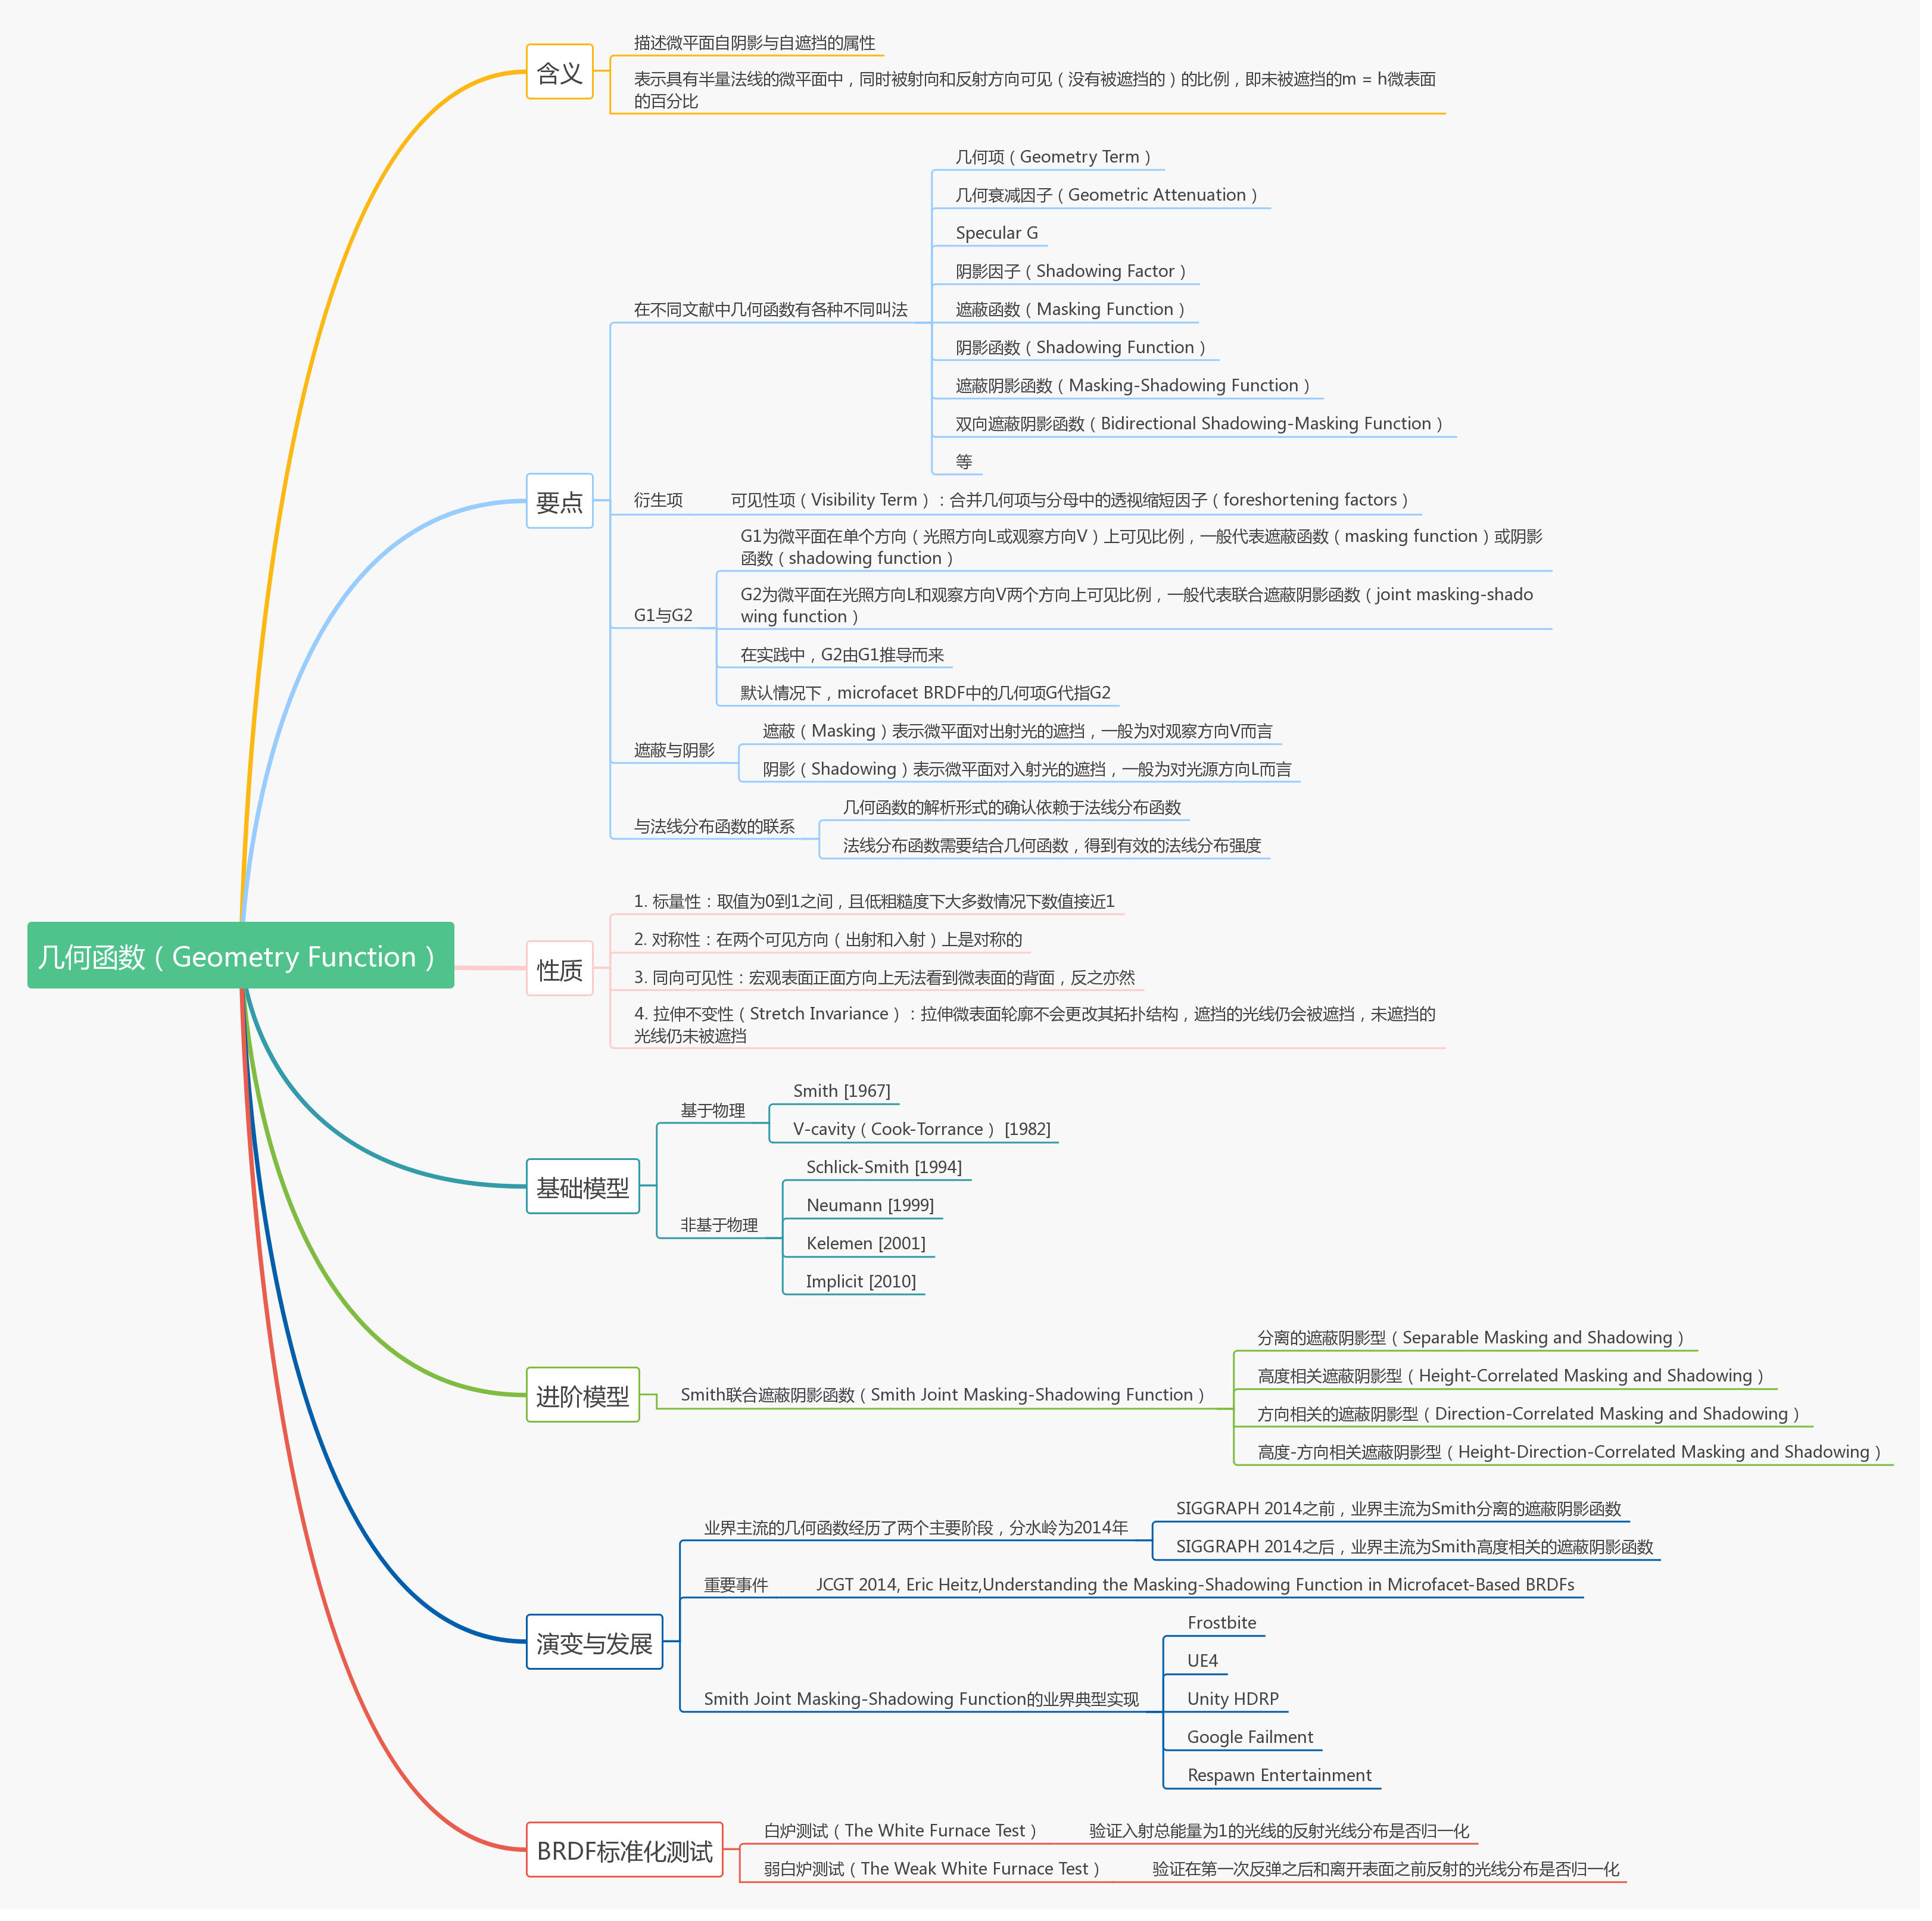 几何函数（Geometry Function）
含义
描述微平面自阴影与自遮挡的属性
表示具有半量法线的微平面中，同时被射向和反射方向可见（没有被遮挡的）的比例，即未被遮挡的m = h微表面
的百分比
要点
在不同文献中几何函数有各种不同叫法
几何项（Geometry Term）
几何衰减因子（Geometric Attenuation）
Specular G
阴影因子（Shadowing Factor）
遮蔽函数（Masking Function）
阴影函数（Shadowing Function）
遮蔽阴影函数（Masking-Shadowing Function）
双向遮蔽阴影函数（Bidirectional Shadowing-Masking Function）
等
衍生项
可见性项（Visibility Term）：合并几何项与分母中的透视缩短因子（foreshortening factors）
G1与G2
G1为微平面在单个方向（光照方向L或观察方向V）上可见比例，一般代表遮蔽函数（masking function）或阴影
函数（shadowing function）
G2为微平面在光照方向L和观察方向V两个方向上可见比例，一般代表联合遮蔽阴影函数（joint masking-shado
wing function）
在实践中，G2由G1推导而来
默认情况下，microfacet BRDF中的几何项G代指G2
遮蔽与阴影
遮蔽（Masking）表示微平面对出射光的遮挡，一般为对观察方向V而言
阴影（Shadowing）表示微平面对入射光的遮挡，一般为对光源方向L而言
与法线分布函数的联系
几何函数的解析形式的确认依赖于法线分布函数
法线分布函数需要结合几何函数，得到有效的法线分布强度
性质
1. 标量性：取值为0到1之间，且低粗糙度下大多数情况下数值接近1
2. 对称性：在两个可见方向（出射和入射）上是对称的
3. 同向可见性：宏观表面正面方向上无法看到微表面的背面，反之亦然
4. 拉伸不变性（Stretch Invariance）：拉伸微表面轮廓不会更改其拓扑结构，遮挡的光线仍会被遮挡，未遮挡的
光线仍未被遮挡
基础模型
基于物理
Smith [1967]
V-cavity（Cook-Torrance） [1982]
非基于物理
Schlick-Smith [1994]
Neumann [1999]
Kelemen [2001]
Implicit [2010]
进阶模型
Smith联合遮蔽阴影函数（Smith Joint Masking-Shadowing Function）
分离的遮蔽阴影型（Separable Masking and Shadowing）
高度相关遮蔽阴影型（Height-Correlated Masking and Shadowing）
方向相关的遮蔽阴影型（Direction-Correlated Masking and Shadowing）
高度-方向相关遮蔽阴影型（Height-Direction-Correlated Masking and Shadowing）
演变与发展
业界主流的几何函数经历了两个主要阶段，分水岭为2014年
SIGGRAPH 2014之前，业界主流为Smith分离的遮蔽阴影函数
SIGGRAPH 2014之后，业界主流为Smith高度相关的遮蔽阴影函数
重要事件
JCGT 2014, Eric Heitz,Understanding the Masking-Shadowing Function in Microfacet-Based BRDFs
Smith Joint Masking-Shadowing Function的业界典型实现
Frostbite
UE4
Unity HDRP
Google Failment
Respawn Entertainment
BRDF标准化测试
白炉测试（The White Furnace Test）
验证入射总能量为1的光线的反射光线分布是否归一化
弱白炉测试（The Weak White Furnace Test）
验证在第一次反弹之后和离开表面之前反射的光线分布是否归一化